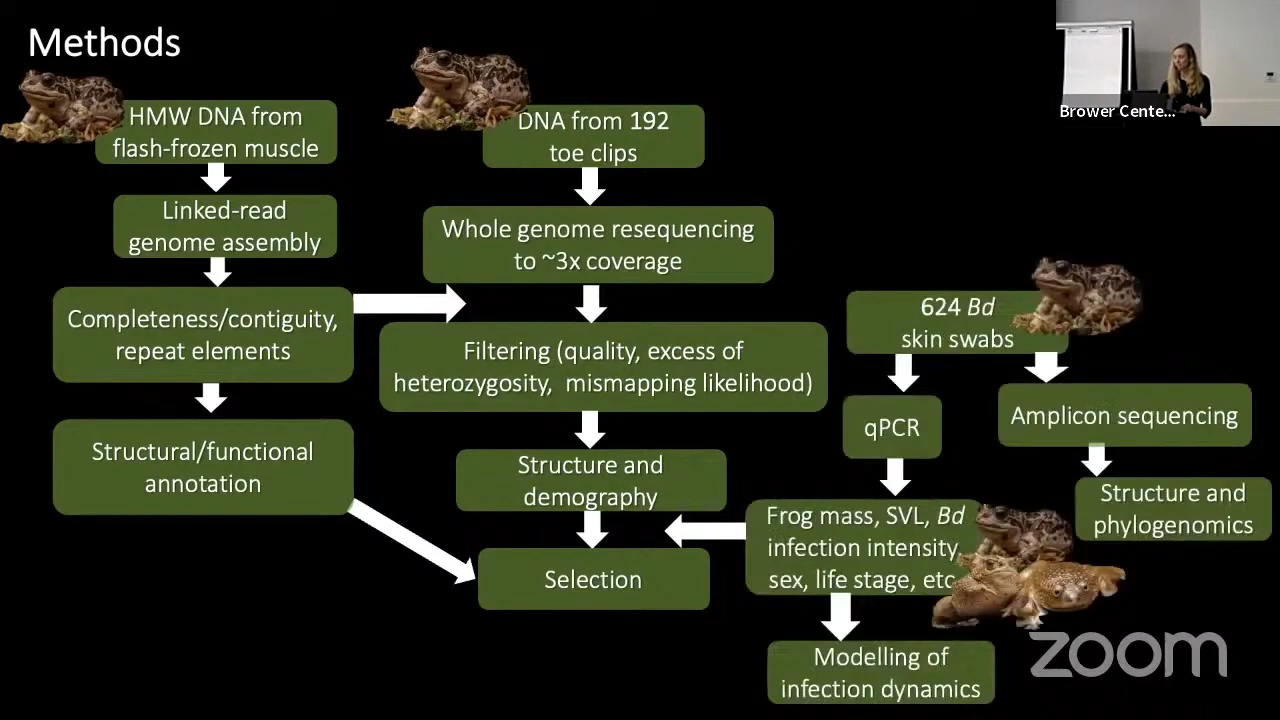 Methods
HMW DNA from
flash-frozen muscle
Linked-read
genome assembly
Completeness/contiguity,
repeat elements
Structural/functional
annotation
DNA from 192
toe clips
Whole genome resequencing
to ~3x coverage
Filtering (quality, excess of
heterozygosity, mismapping likelihood)
Structure and
demography
Selection
624 Bd
skin swabs
qPCR
Frog mass, SVL, Bd
infection intensity,
sex, life stage, etc
Modelling of
infection dynamics
Amplicon sequencing
Structure and
phylogenomics
Brower Cente...
zoom